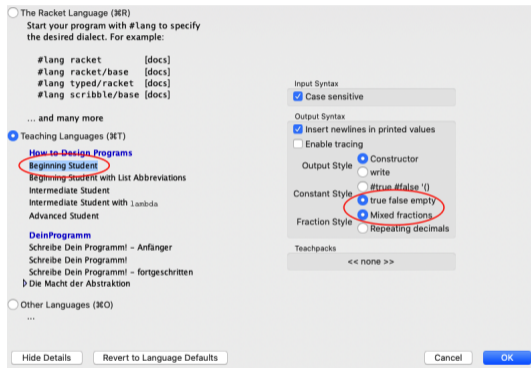 The Racket Language (⌘R)
Start your program with #lang to specify
the desired dialect. For example:
#lang racket [docs]
#lang racket/base [docs]
#lang typed/racket [docs]
#lang scribble/base [docs]
... and many more
Teaching Languages (⌘T)
How to Design Programs
Beginning Student
Beginning Student with List Abbreviations
Intermediate Student
Intermediate Student with lambda
Advanced Student
DeinProgramm
Schreibe Dein Programm! - Anfänger
Schreibe Dein Programm!
Schreibe Dein Programm! - fortgeschritten
Die Macht der Abstraktion
Other Languages (⌘O)
...
Input Syntax
Case sensitive
Output Syntax
Insert newlines in printed values
Enable tracing
Output Style
Constructor
write
Constant Style
#true #false '()
true false empty
Fraction Style
Mixed fractions
Repeating decimals
Teachpacks
<< none >>
Hide Details
Revert to Language Defaults
Cancel
OK